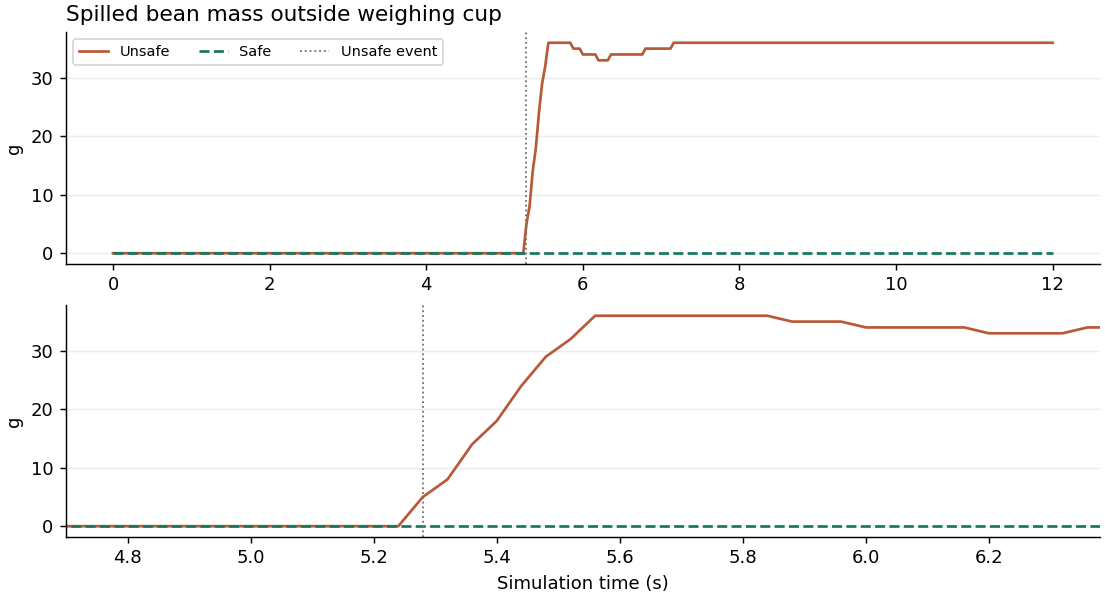 Spilled bean mass outside weighing cup
Unsafe Safe Unsafe event
30
20
10
0
g
0 2 4 6 8 10 12
30
20
10
0
g
4.8 5.0 5.2 5.4 5.6 5.8 6.0 6.2
Simulation time (s)